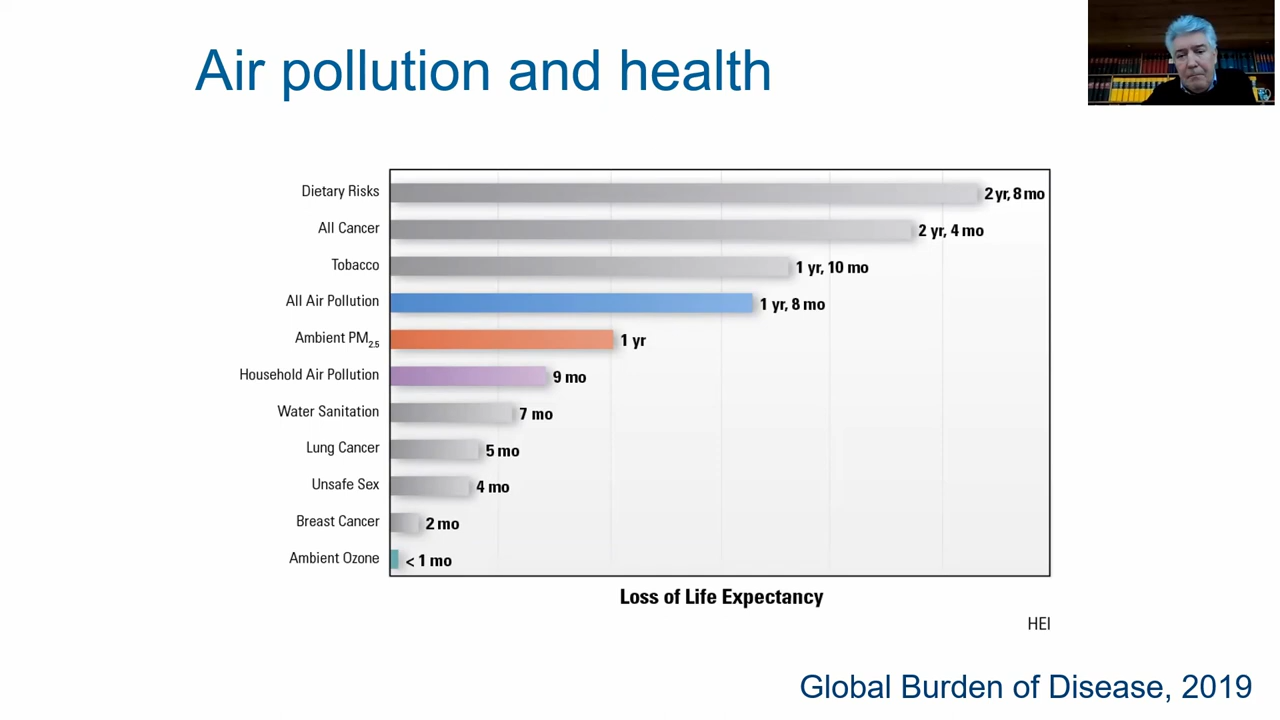 Air pollution and health
Dietary Risks 2 yr, 8 mo
All Cancer 2 yr, 4 mo
Tobacco 1 yr, 10 mo
All Air Pollution 1 yr, 8 mo
Ambient PM2.5 1 yr
Household Air Pollution 9 mo
Water Sanitation 7 mo
Lung Cancer 5 mo
Unsafe Sex 4 mo
Breast Cancer 2 mo
Ambient Ozone < 1 mo
Loss of Life Expectancy
HEI
Global Burden of Disease, 2019